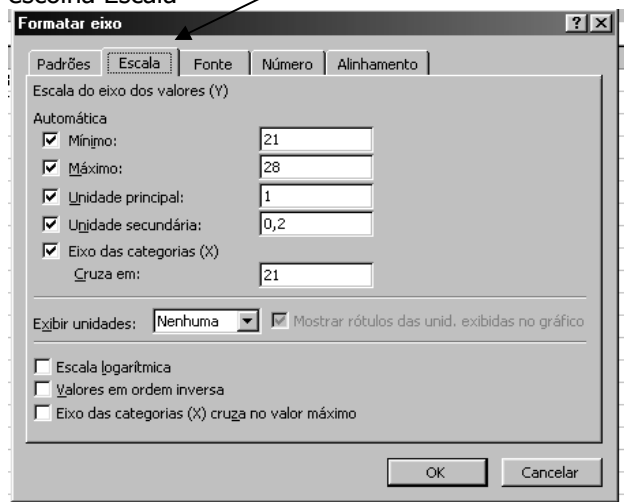 escolha Escala
Formatar eixo
Padrões Escala Fonte Número Alinhamento
Escala do eixo dos valores (Y)
Automática
Mínimo: 21
Máximo: 28
Unidade principal: 1
Unidade secundária: 0,2
Eixo das categorias (X)
Cruza em: 21
Exibir unidades: Nenhuma Mostrar rótulos das unid. exibidas no gráfico
Escala logarítmica
Valores em ordem inversa
Eixo das categorias (X) cruza no valor máximo
OK Cancelar